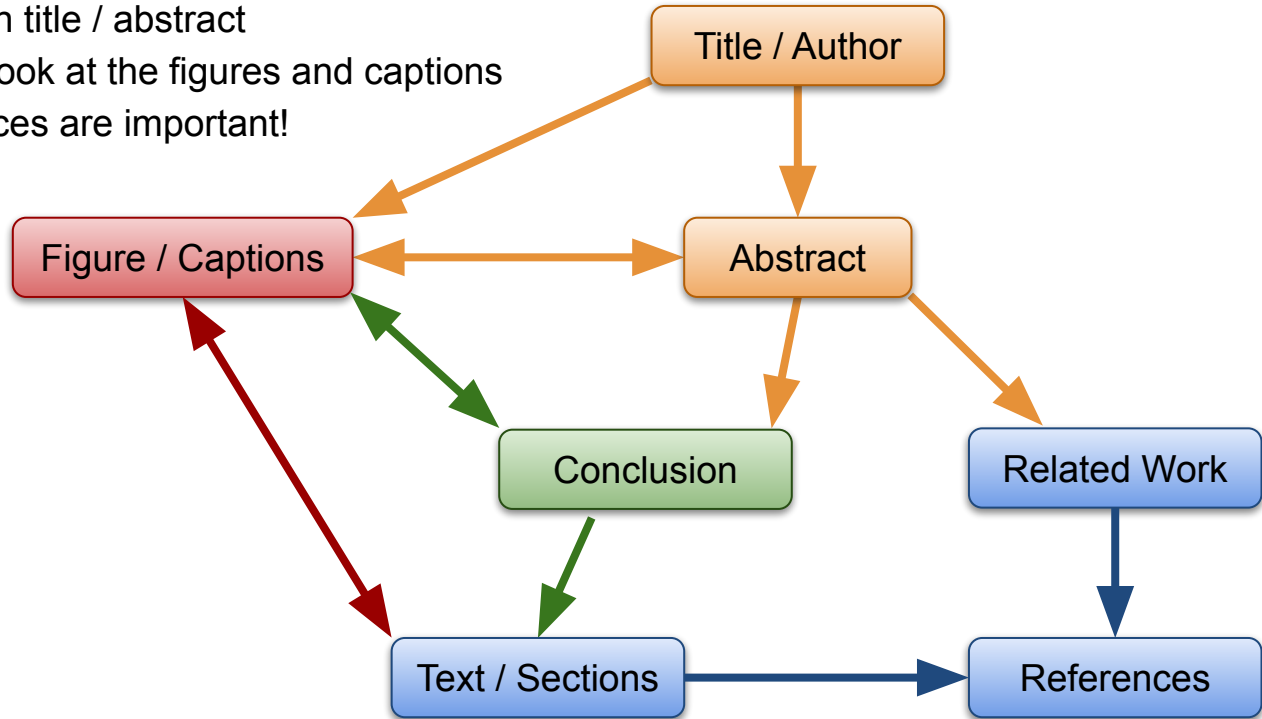 title / abstract
ook at the figures and captions
ces are important!
Title / Author
Figure / Captions
Abstract
Conclusion
Related Work
Text / Sections
References